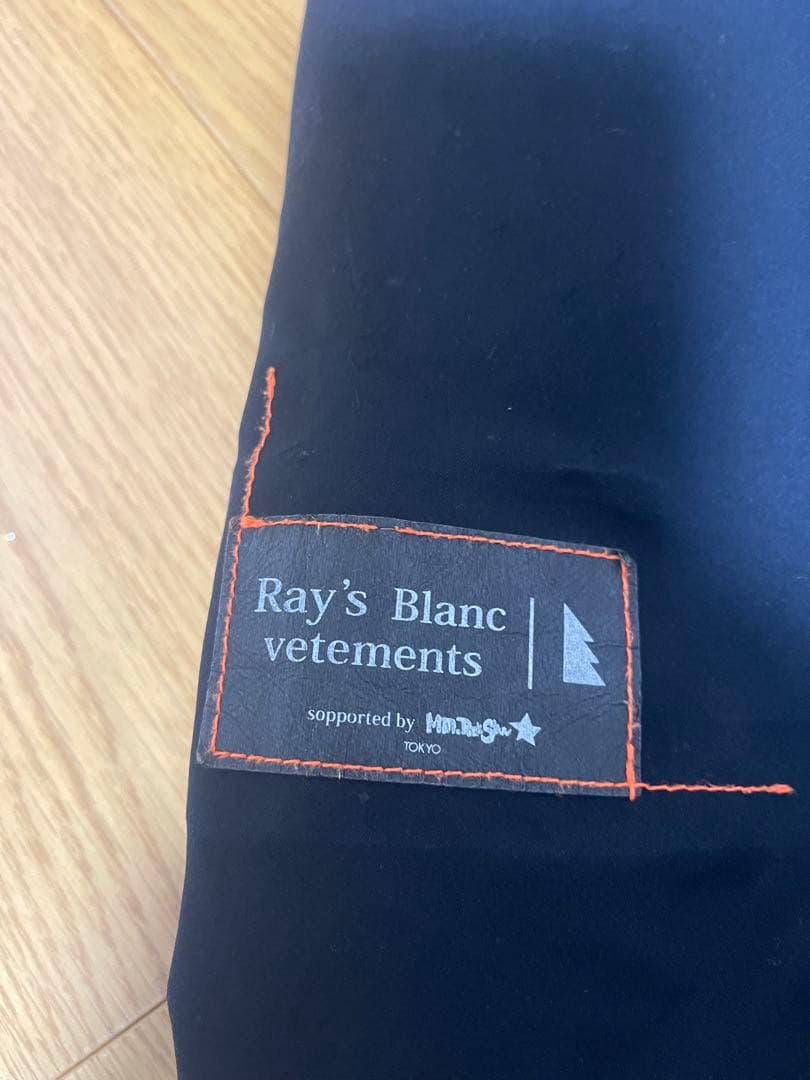 Ray's Blanc
vetements
sopported by
TOKYO